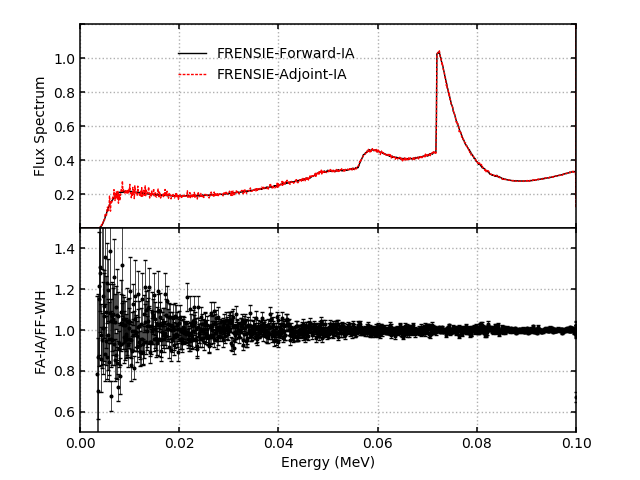 1.0
0.8
0.6
0.4
0.2
Flux Spectrum
FRENSIE-Forward-IA
FRENSIE-Adjoint-IA
1.4
1.2
1.0
0.8
0.6
FA-IA/FF-WH
0.00 0.02 0.04 0.06 0.08 0.10
Energy (MeV)